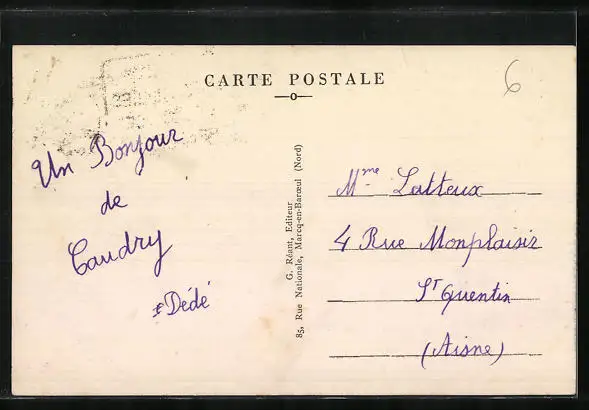 CARTE POSTALE
6
Un Bonjour
de
Caudry
Dédé
G. Réant, Editeur
85, Rue Nationale, Marcq-en-Barœul (Nord)
Mme Latteux
4 Rue Monplaisir
ST Quentin
(Aisne)